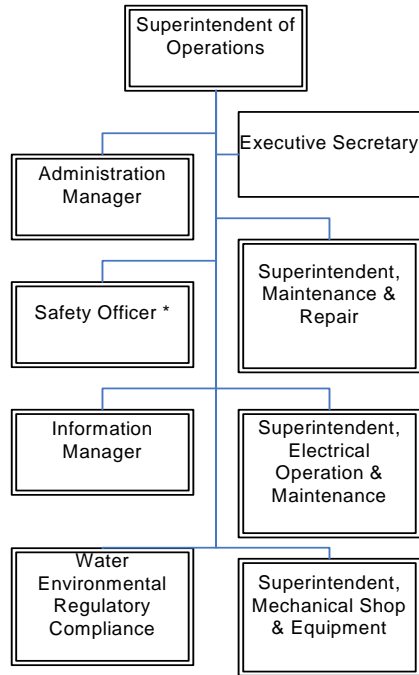 Superintendent of
Operations
Executive Secretary
Administration
Manager
Superintendent,
Maintenance &
Repair
Safety Officer *
Information
Manager
Superintendent,
Electrical
Operation &
Maintenance
Water
Environmental
Regulatory
Compliance
Superintendent,
Mechanical Shop
& Equipment